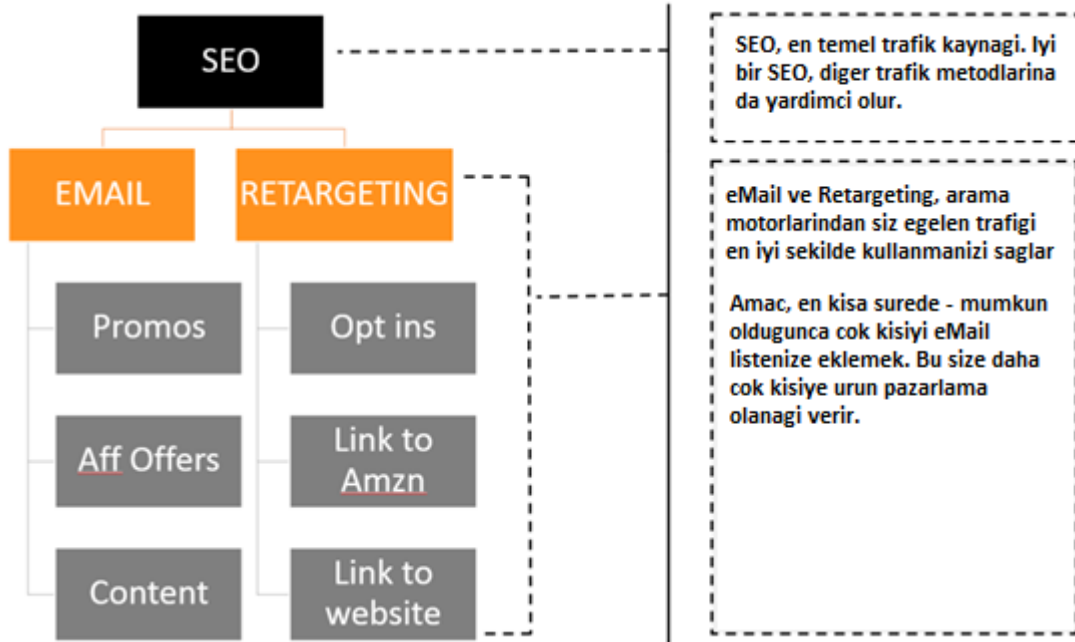 SEO
EMAIL
RETARGETING
Promos
Opt ins
Aff Offers
Link to
Amzn
Content
Link to
website
SEO, en temel trafik kaynagi. Iyi
bir SEO, diger trafik metodlarina
da yardimci olur.
eMail ve Retargeting, arama
motorlarindan siz egelen trafigi
en iyi sekilde kullanmanizi saglar
Amac, en kisa surede - mumkun
oldugunca cok kisiyi eMail
listenize eklemek. Bu size daha
cok kisiye urun pazarlama
olanagi verir.